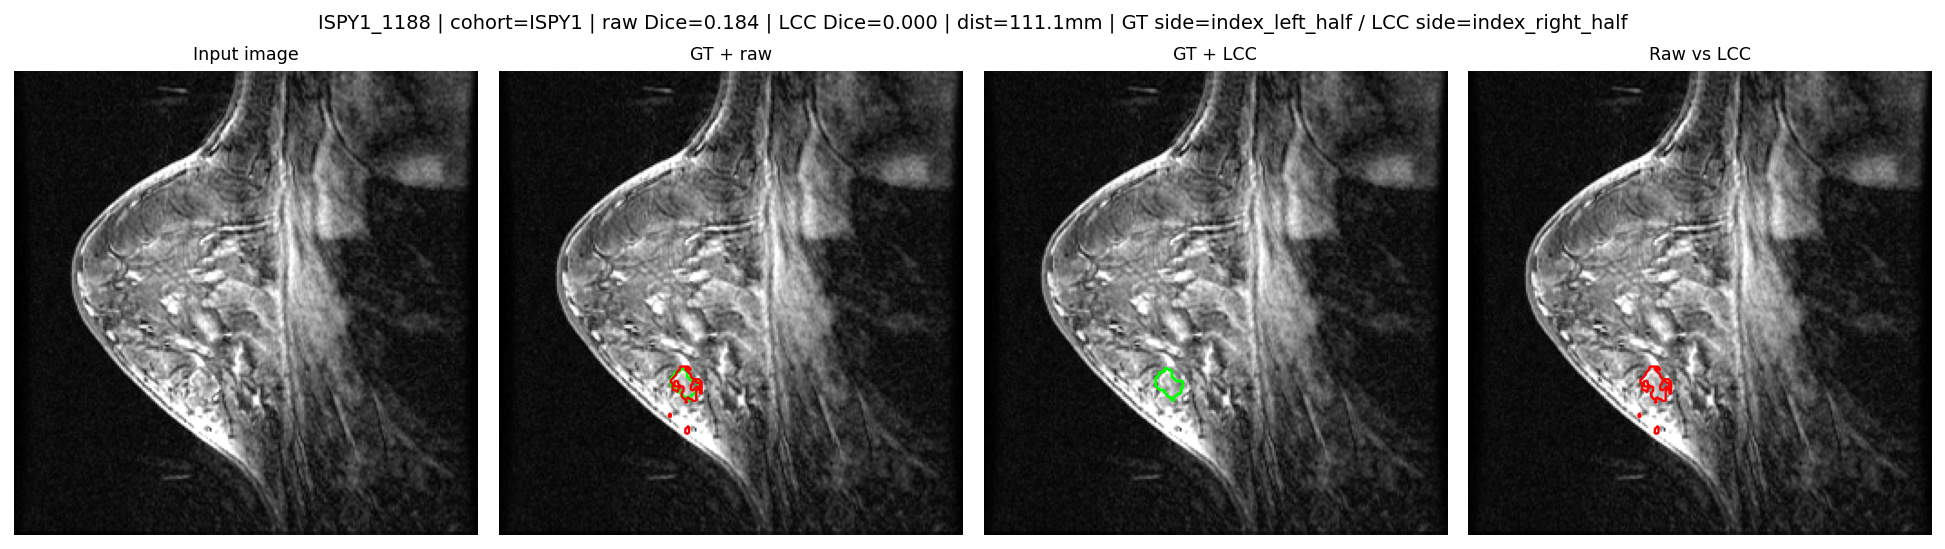 ISPY1_1188 | cohort=ISPY1 | raw Dice=0.184 | LCC Dice=0.000 | dist=111.1mm | GT side=index_left_half / LCC side=index_right_half
Input image
GT + raw
GT + LCC
Raw vs LCC